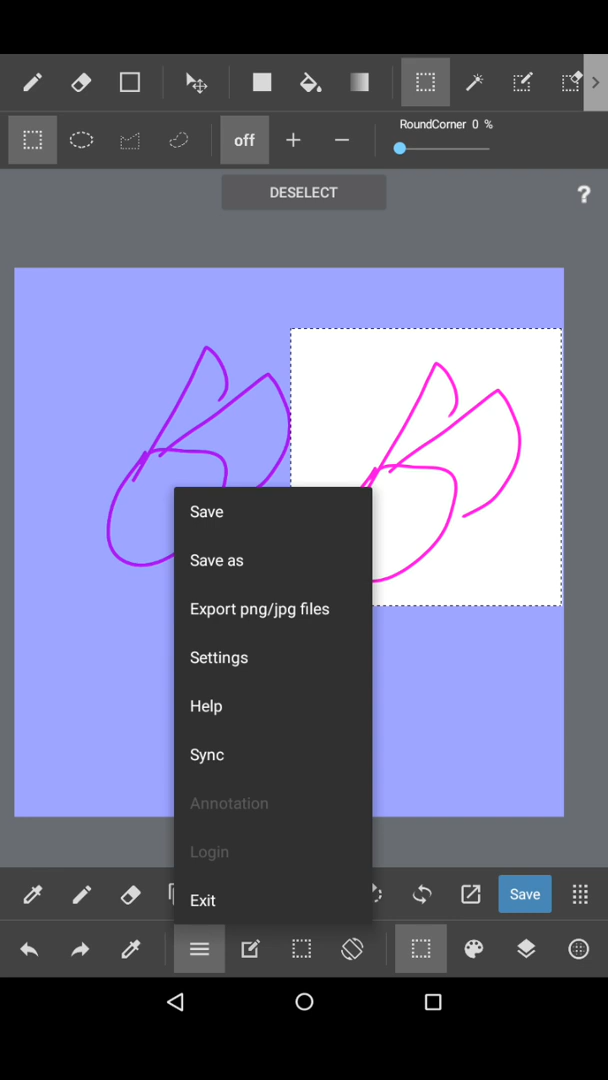 off
RoundCorner 0 %
DESELECT
?
Save
Save as
Export png/jpg files
Settings
Help
Sync
Annotation
Login
Exit
Save